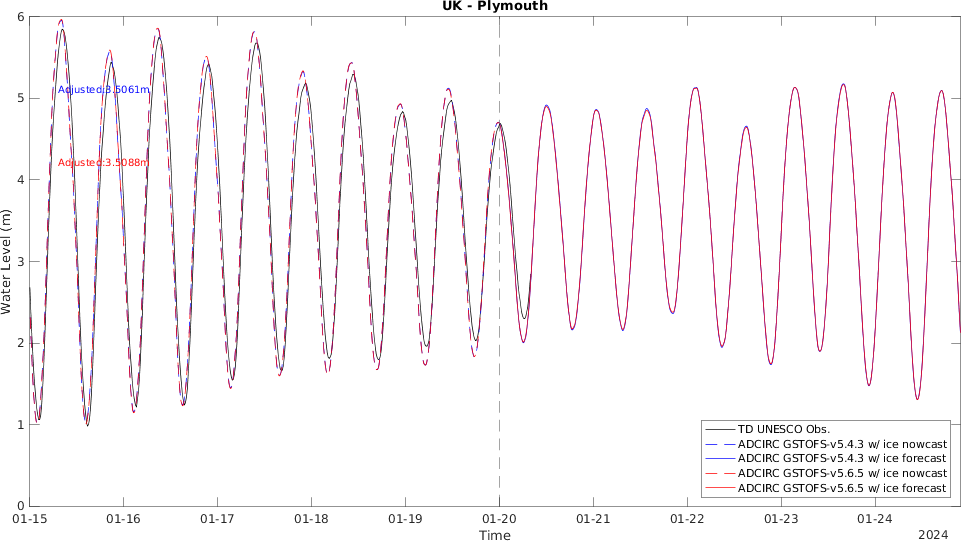 UK - Plymouth
6
5
4
3
2
1
0
Water Level (m)
Adjusted:3.5061m
Adjusted:3.5088m
TD UNESCO Obs.
ADCIRC GSTOFS-v5.4.3 w/ ice nowcast
ADCIRC GSTOFS-v5.4.3 w/ ice forecast
ADCIRC GSTOFS-v5.6.5 w/ ice nowcast
ADCIRC GSTOFS-v5.6.5 w/ ice forecast
01-15 01-16 01-17 01-18 01-19 01-20 01-21 01-22 01-23 01-24
Time
2024